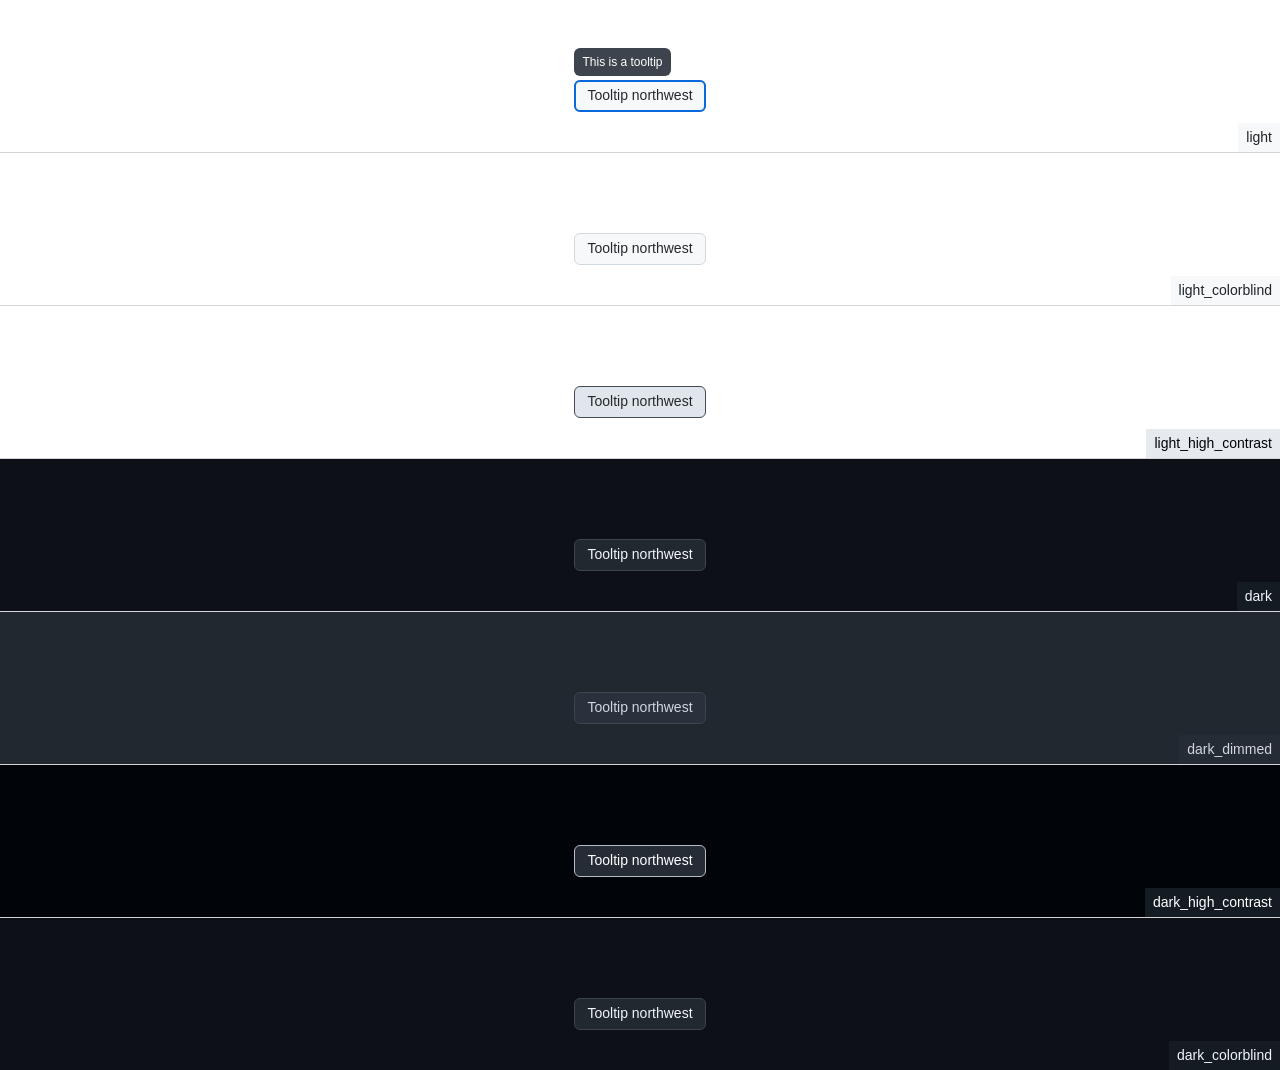 This is a tooltip
Tooltip northwest
light
Tooltip northwest
light_colorblind
Tooltip northwest
light_high_contrast
Tooltip northwest
dark
Tooltip northwest
dark_dimmed
Tooltip northwest
dark_high_contrast
Tooltip northwest
dark_colorblind